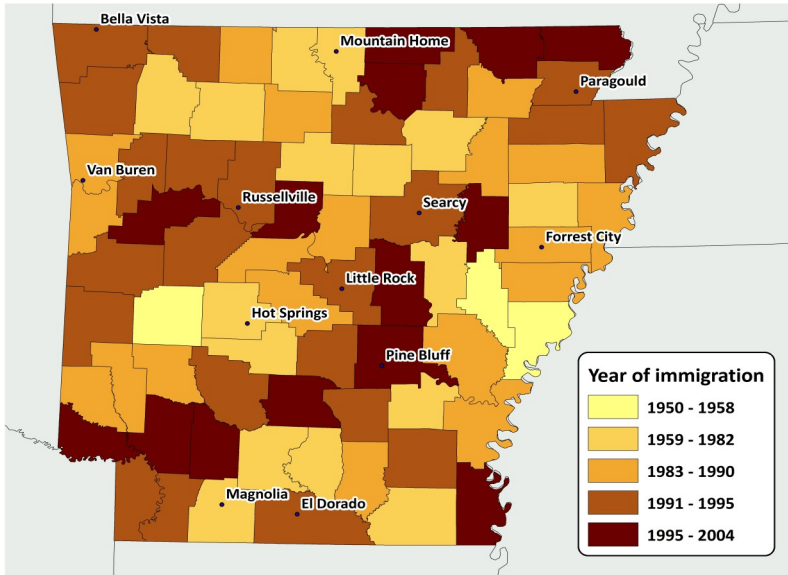 Bella Vista
Mountain Home
Paragould
Van Buren
Russellville
Searcy
Forrest City
Little Rock
Hot Springs
Pine Bluff
Magnolia
El Dorado
Year of immigration
1950 - 1958
1959 - 1982
1983 - 1990
1991 - 1995
1995 - 2004